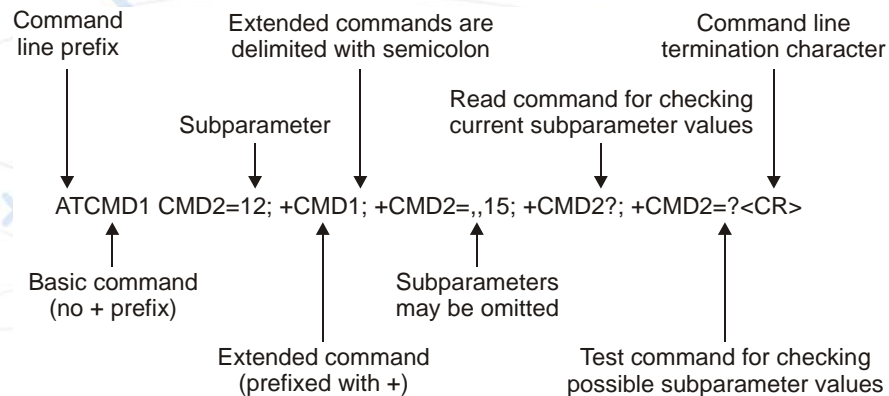 Command
line prefix
Extended commands are
delimited with semicolon
Command line
termination character
Subparameter
Read command for checking
current subparameter values
ATCMD1 CMD2=12; +CMD1; +CMD2=,,15; +CMD2?; +CMD2=?<CR>
Basic command
(no + prefix)
Subparameters
may be omitted
Extended command
(prefixed with +)
Test command for checking
possible subparameter values